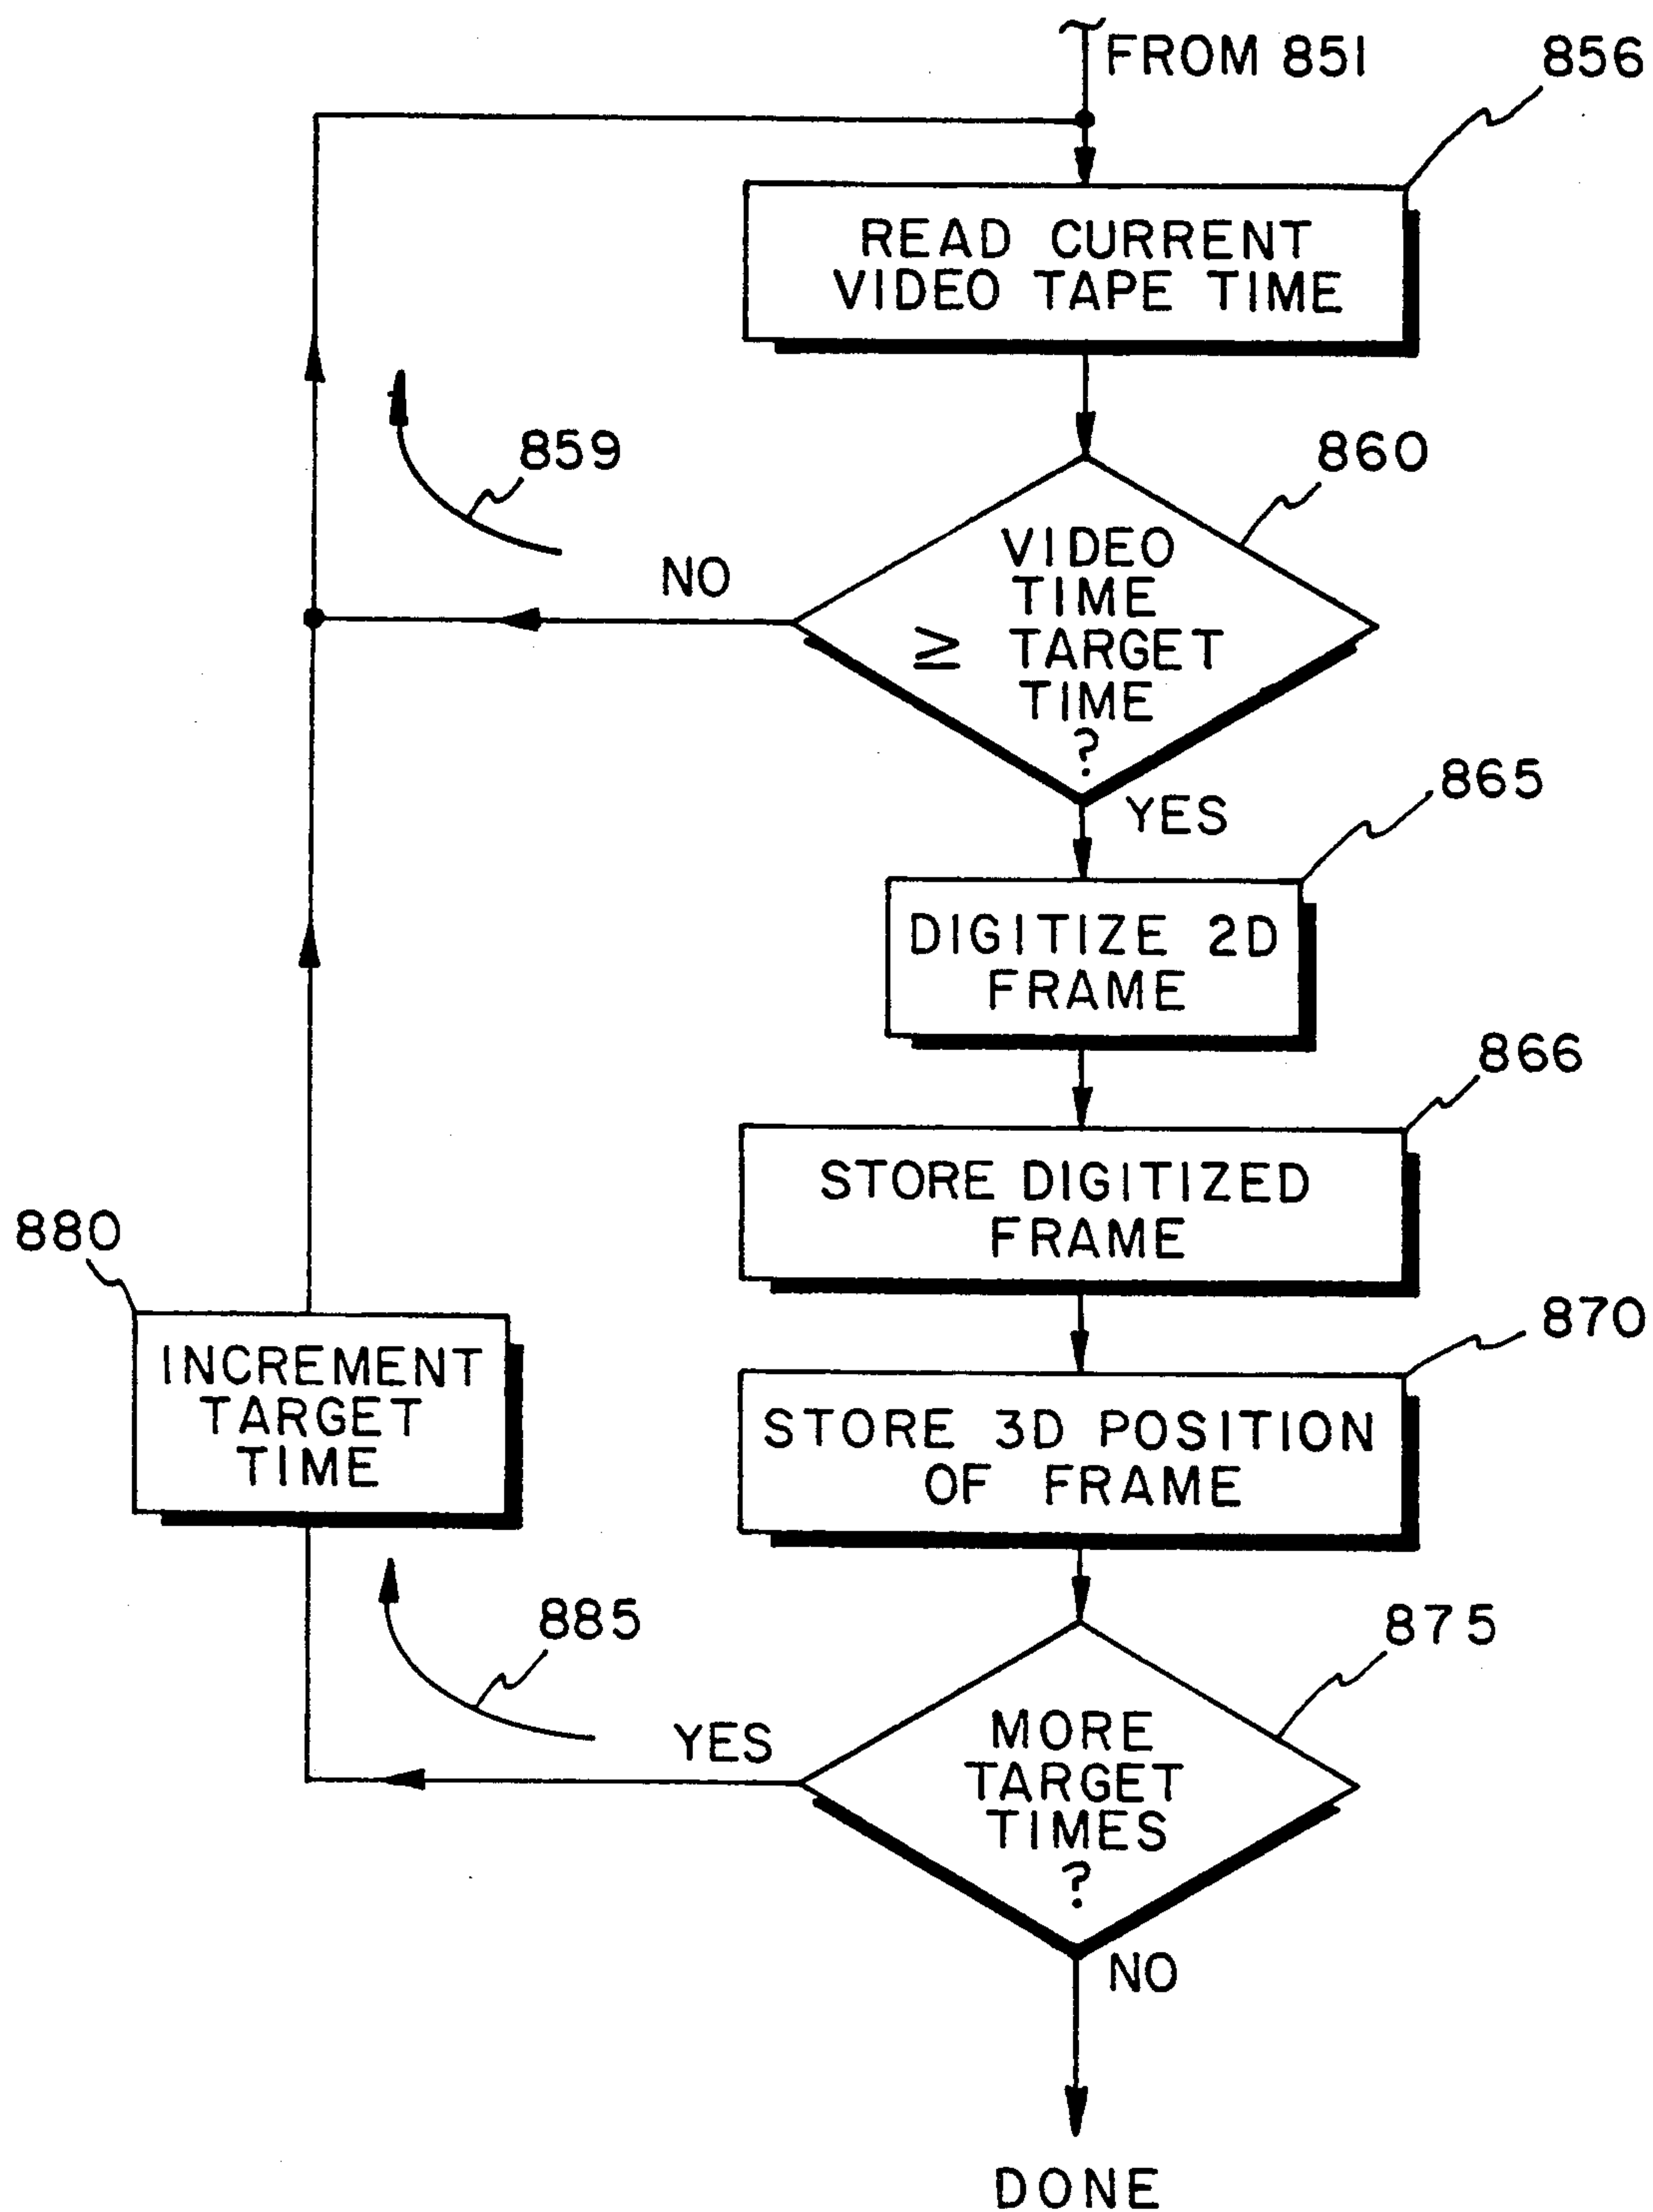 FROM 851
856
READ CURRENT
VIDEO TAPE TIME
859
860
NO
VIDEO
TIME
≥ TARGET
TIME
?
YES
865
DIGITIZE 2D
FRAME
866
STORE DIGITIZED
FRAME
880
870
INCREMENT
TARGET
TIME
STORE 3D POSITION
OF FRAME
885
875
YES
MORE
TARGET
TIMES
?
NO
DONE